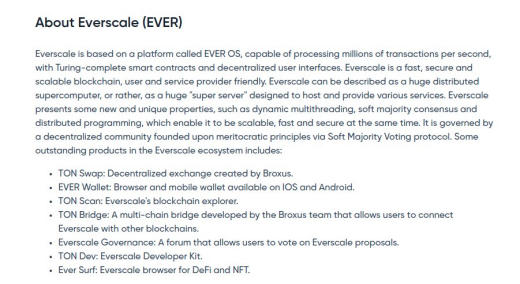 About Everscale (EVER)
Everscale is based on a platform called EVER OS, capable of processing millions of transactions per second,
with Turing-complete smart contracts and decentralized user interfaces. Everscale is a fast, secure and
scalable blockchain, user and service provider friendly. Everscale can be described as a huge distributed
supercomputer, or rather, as a huge "super server" designed to host and provide various services. Everscale
presents some new and unique properties, such as dynamic multithreading, soft majority consensus and
distributed programming, which enable it to be scalable, fast and secure at the same time. It is governed by
a decentralized community founded upon meritocratic principles via Soft Majority Voting protocol. Some
outstanding products in the Everscale ecosystem includes:
• TON Swap: Decentralized exchange created by Broxus.
• EVER Wallet: Browser and mobile wallet available on IOS and Android.
• TON Scan: Everscale's blockchain explorer.
• TON Bridge: A multi-chain bridge developed by the Broxus team that allows users to connect
Everscale with other blockchains.
• Everscale Governance: A forum that allows users to vote on Everscale proposals.
• TON Dev: Everscale Developer Kit.
• Ever Surf: Everscale browser for DeFi and NFT.